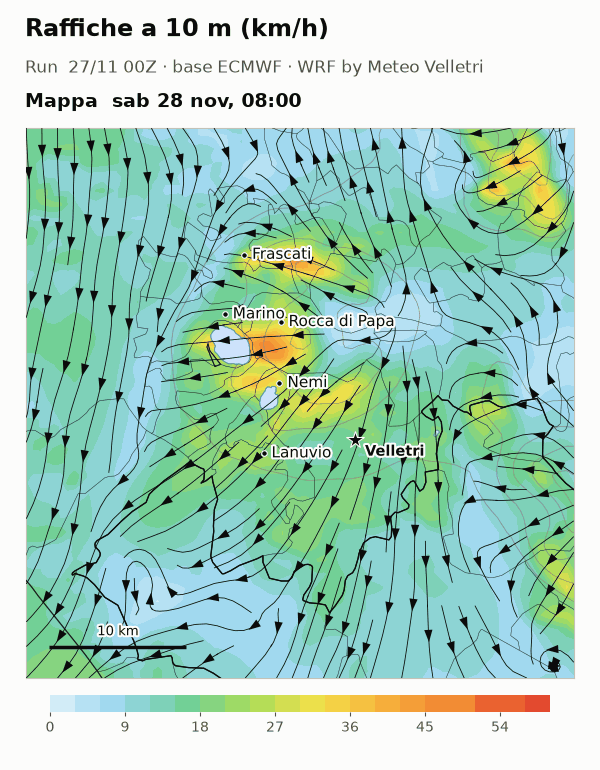 Raffiche a 10 m (km/h)
Run  27/11 00Z · base ECMWF · WRF by Meteo Velletri
Mappa  sab 28 nov, 08:00
Frascati
Marino
Rocca di Papa
Nemi
Velletri
Lanuvio
10 km
0 9 18 27 36 45 54